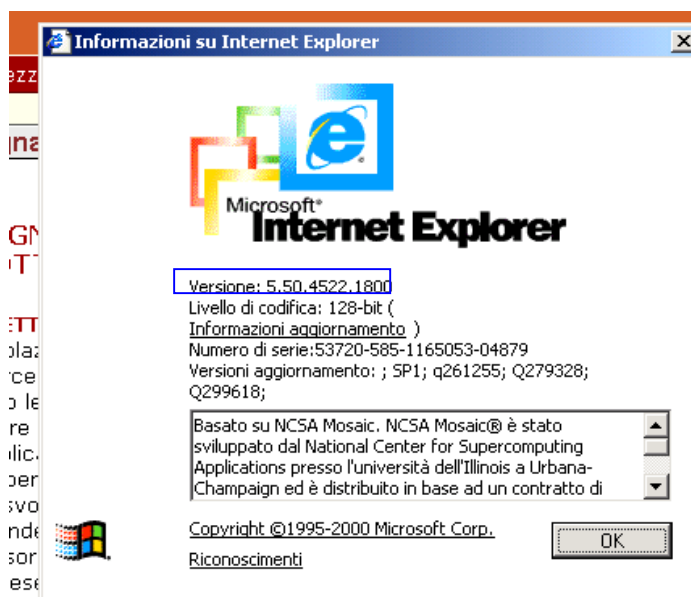 Informazioni su Internet Explorer
Microsoft®
Internet Explorer
Versione: 5.50.4522.1800
Livello di codifica: 128-bit (
Informazioni aggiornamento )
Numero di serie:53720-585-1165053-04879
Versioni aggiornamento: ; SP1; q261255; Q279328;
Q299618;
Basato su NCSA Mosaic. NCSA Mosaic® è stato
sviluppato dal National Center for Supercomputing
Applications presso l'università dell'Illinois a Urbana-
Champaign ed è distribuito in base ad un contratto di
Copyright ©1995-2000 Microsoft Corp.
OK
Riconoscimenti